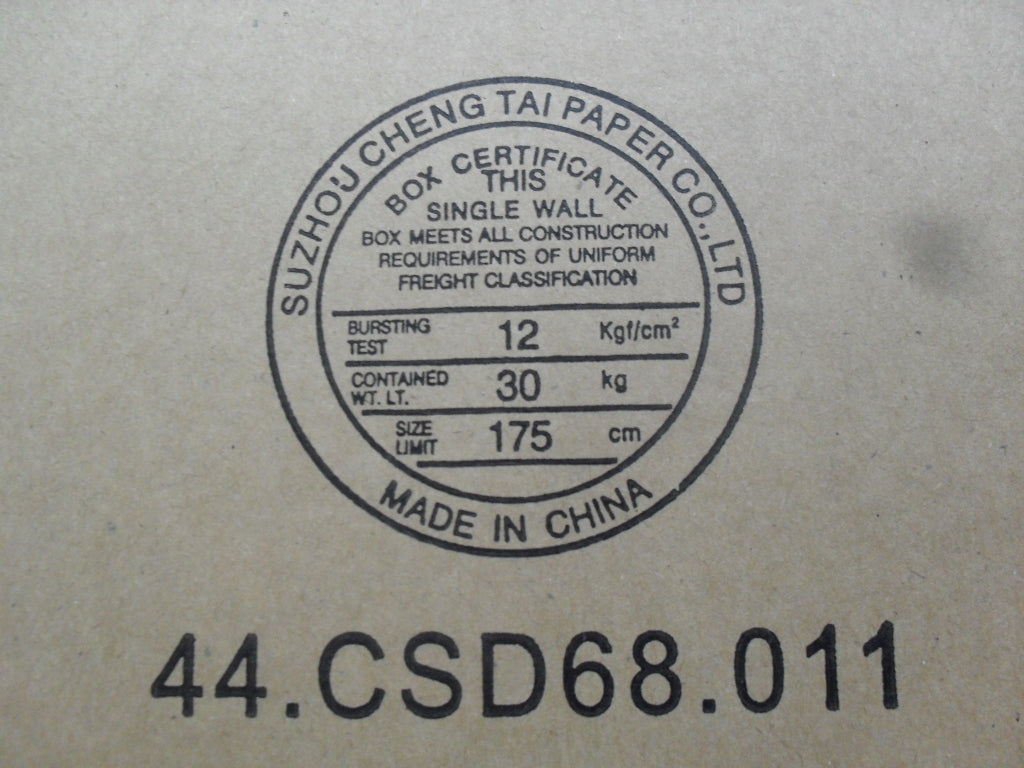 SUZHOU CHENG TAI PAPER CO., LTD
BOX CERTIFICATE
THIS
SINGLE WALL
BOX MEETS ALL CONSTRUCTION
REQUIREMENTS OF UNIFORM
FREIGHT CLASSIFICATION
BURSTING TEST 12 Kgf/cm²
CONTAINED WT. LT. 30 kg
SIZE LIMIT 175 cm
MADE IN CHINA
44.CSD68.011